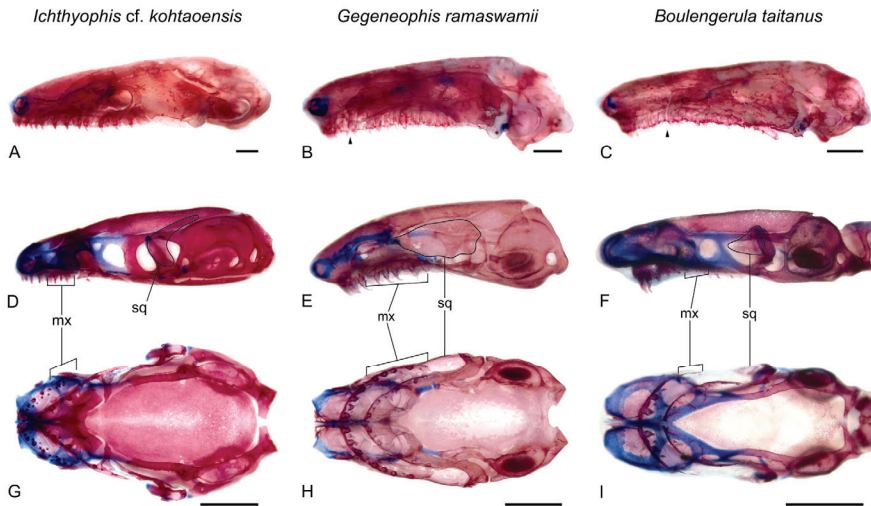 Ichthyophis cf. kohtaoensis
Gegeneophis ramaswamii
Boulengerula taitanus
A
B
C
D
mx
sq
E
mx
sq
F
mx
sq
G
H
I